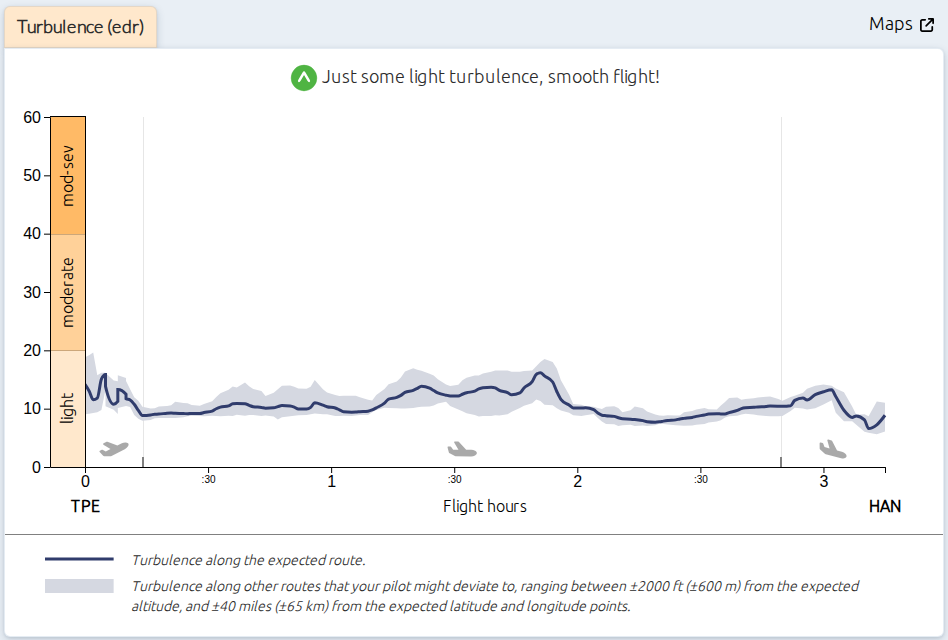 Turbulence (edr)
Maps
Just some light turbulence, smooth flight!
60
50
40
30
20
10
0
mod-sev
moderate
light
0
:30
1
:30
2
:30
3
TPE
Flight hours
HAN
Turbulence along the expected route.
Turbulence along other routes that your pilot might deviate to, ranging between ±2000 ft (±600 m) from the expected
altitude, and ±40 miles (±65 km) from the expected latitude and longitude points.